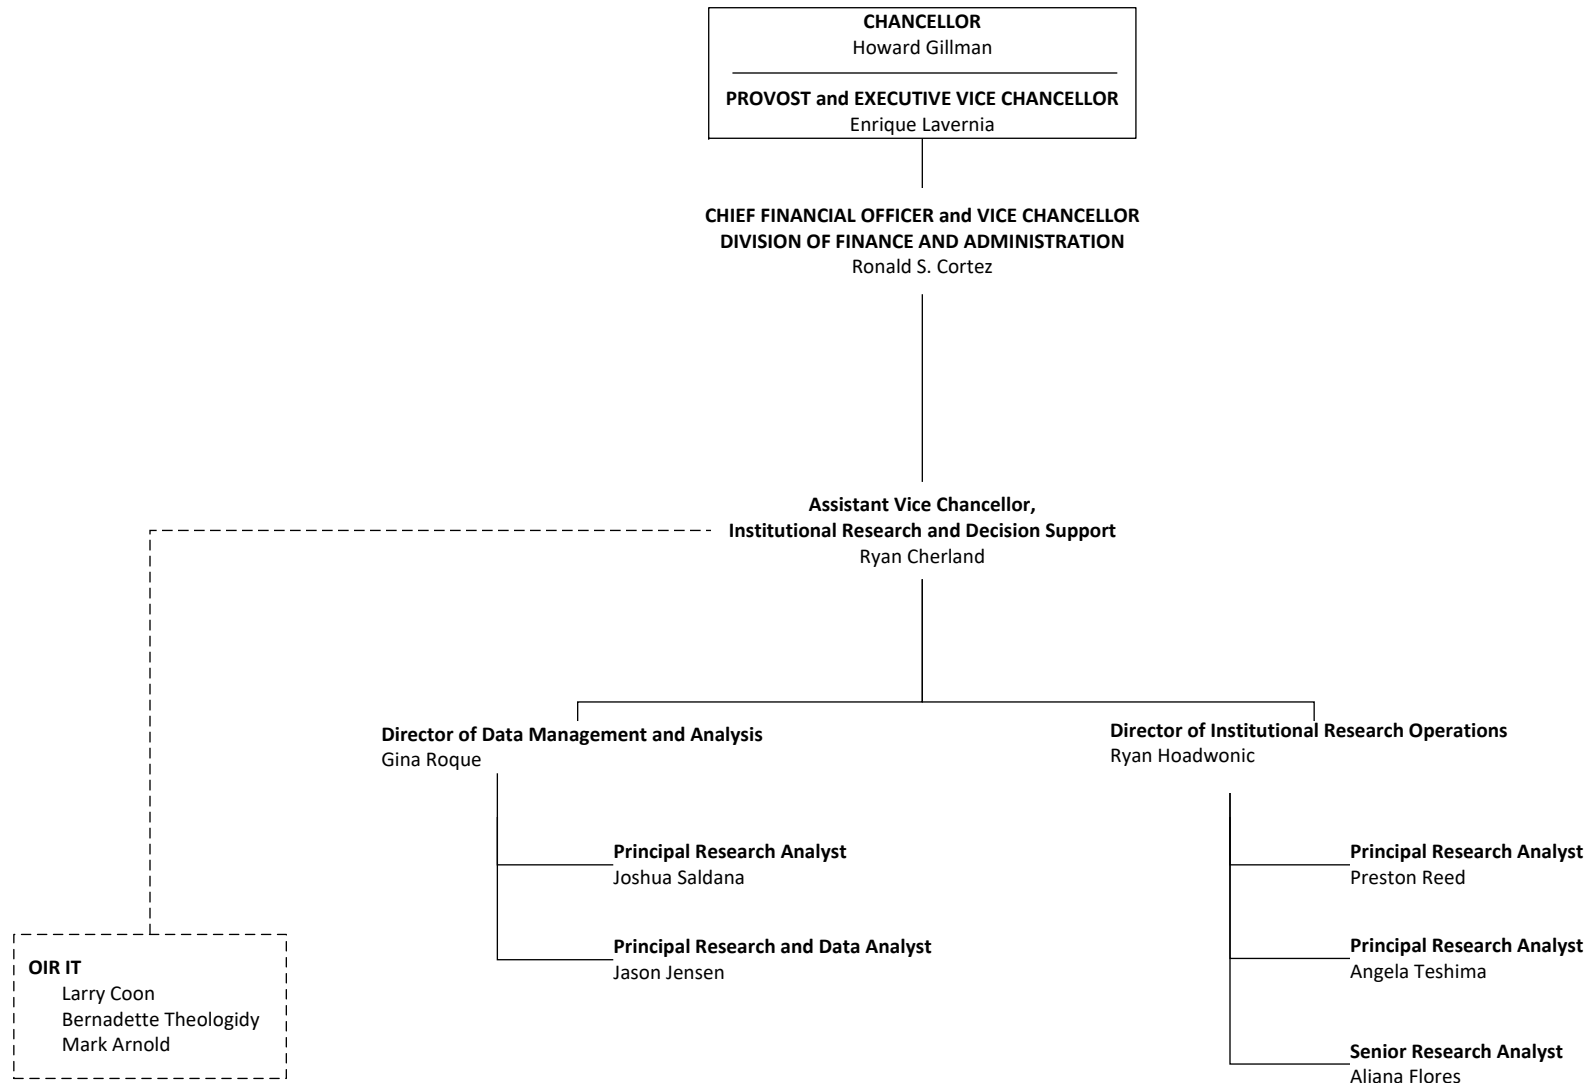 CHANCELLOR
Howard Gillman
PROVOST and EXECUTIVE VICE CHANCELLOR
Enrique Lavernia
CHIEF FINANCIAL OFFICER and VICE CHANCELLOR
DIVISION OF FINANCE AND ADMINISTRATION
Ronald S. Cortez
Assistant Vice Chancellor,
Institutional Research and Decision Support
Ryan Cherland
Director of Data Management and Analysis
Gina Roque
Principal Research Analyst
Joshua Saldana
Principal Research and Data Analyst
Jason Jensen
Director of Institutional Research Operations
Ryan Hoadwonic
Principal Research Analyst
Preston Reed
Principal Research Analyst
Angela Teshima
Senior Research Analyst
Aliana Flores
OIR IT
Larry Coon
Bernadette Theologidy
Mark Arnold